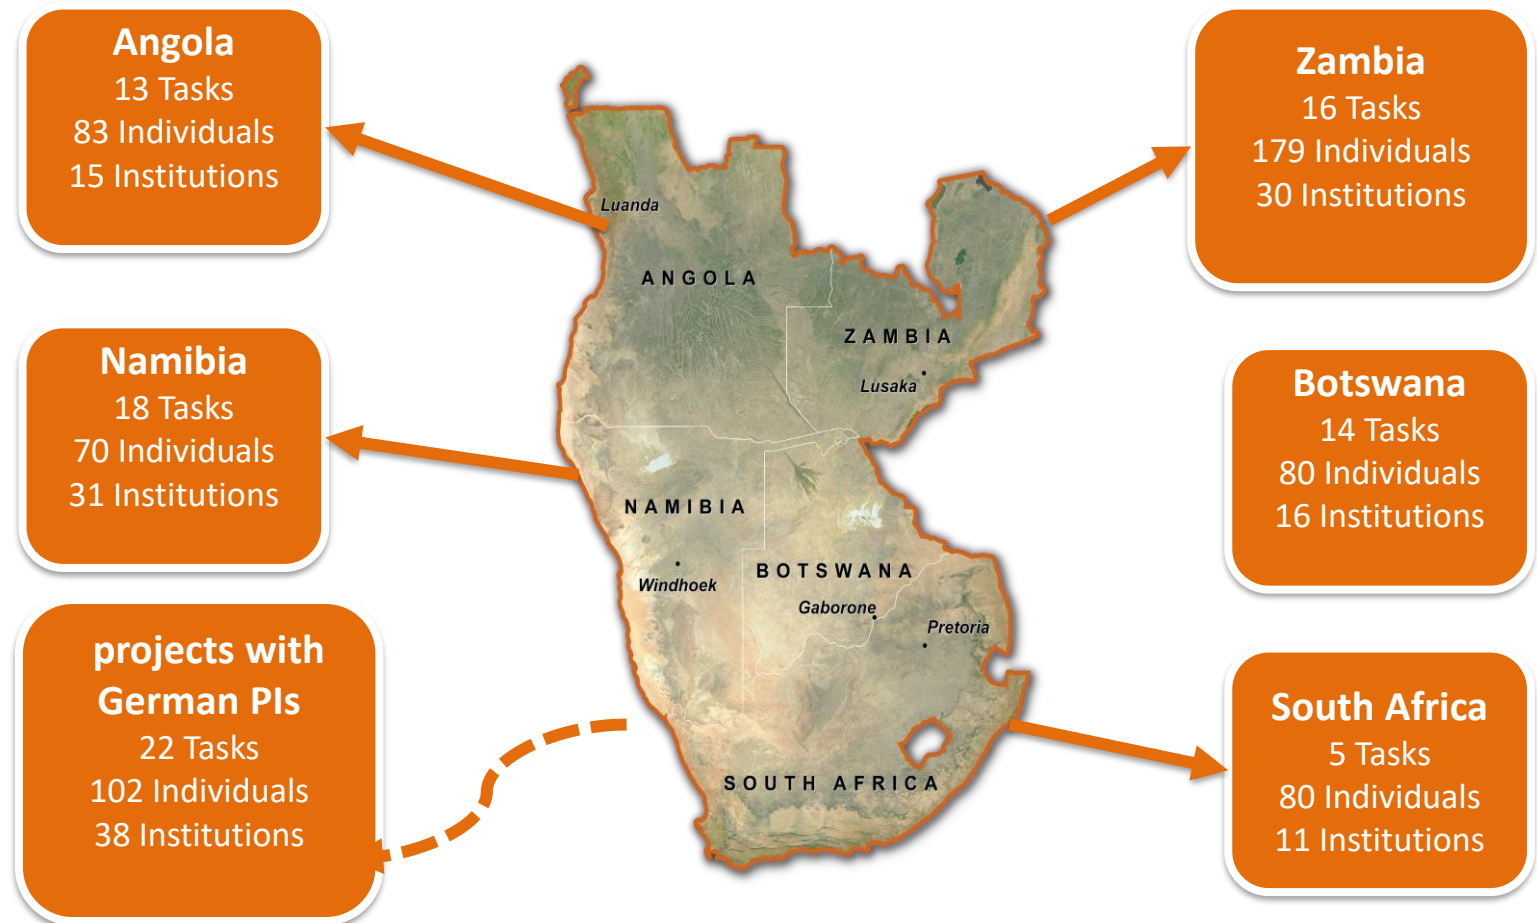 Angola
13 Tasks
83 Individuals
15 Institutions
Zambia
16 Tasks
179 Individuals
30 Institutions
Namibia
18 Tasks
70 Individuals
31 Institutions
Botswana
14 Tasks
80 Individuals
16 Institutions
projects with
German PIs
22 Tasks
102 Individuals
38 Institutions
South Africa
5 Tasks
80 Individuals
11 Institutions
Luanda
ANGOLA
ZAMBIA
Lusaka
NAMIBIA
Windhoek
BOTSWANA
Gaborone
Pretoria
SOUTH AFRICA